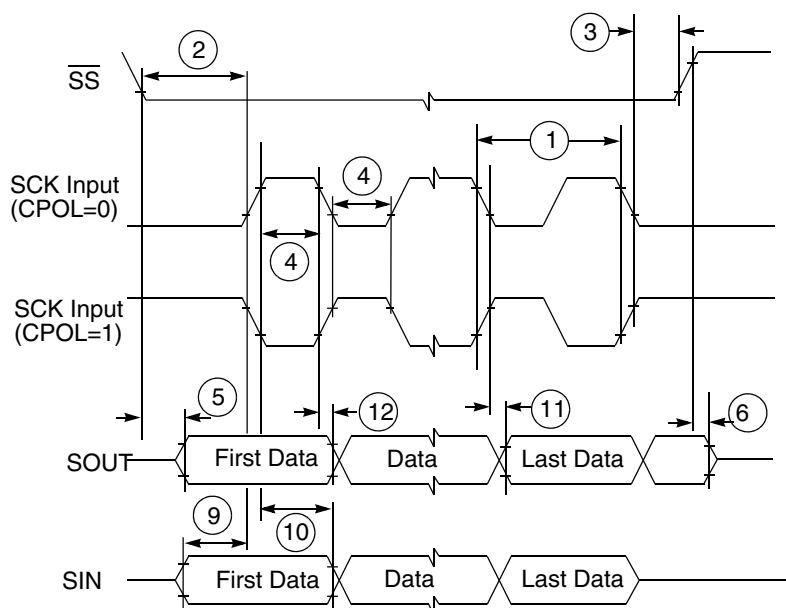 2
3
SS
1
SCK Input
(CPOL=0)
4
4
SCK Input
(CPOL=1)
5
12
11
6
SOUT
First Data
Data
Last Data
9
10
SIN
First Data
Data
Last Data